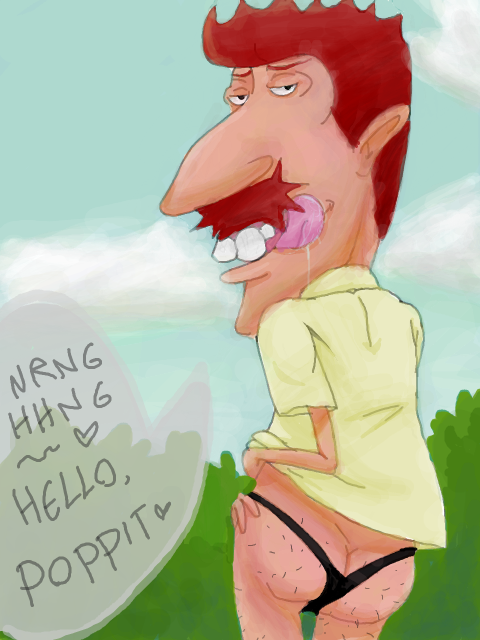 NRNG
HHNG
~ ♡
HELLO,
POPPIT♡